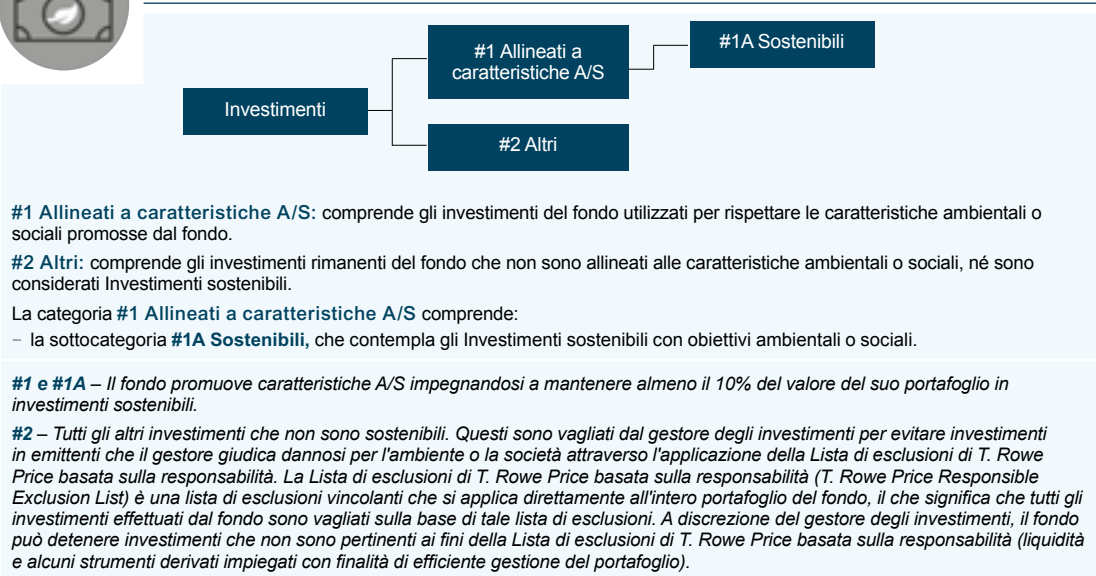 #1 Allineati a
caratteristiche A/S
#1A Sostenibili
Investimenti
#2 Altri
#1 Allineati a caratteristiche A/S: comprende gli investimenti del fondo utilizzati per rispettare le caratteristiche ambientali o
sociali promosse dal fondo.
#2 Altri: comprende gli investimenti rimanenti del fondo che non sono allineati alle caratteristiche ambientali o sociali, né sono
considerati Investimenti sostenibili.
La categoria #1 Allineati a caratteristiche A/S comprende:
– la sottocategoria #1A Sostenibili, che contempla gli Investimenti sostenibili con obiettivi ambientali o sociali.
#1 e #1A – Il fondo promuove caratteristiche A/S impegnandosi a mantenere almeno il 10% del valore del suo portafoglio in
investimenti sostenibili.
#2 – Tutti gli altri investimenti che non sono sostenibili. Questi sono vagliati dal gestore degli investimenti per evitare investimenti
in emittenti che il gestore giudica dannosi per l'ambiente o la società attraverso l'applicazione della Lista di esclusioni di T. Rowe
Price basata sulla responsabilità. La Lista di esclusioni di T. Rowe Price basata sulla responsabilità (T. Rowe Price Responsible
Exclusion List) è una lista di esclusioni vincolanti che si applica direttamente all'intero portafoglio del fondo, il che significa che tutti gli
investimenti effettuati dal fondo sono vagliati sulla base di tale lista di esclusioni. A discrezione del gestore degli investimenti, il fondo
può detenere investimenti che non sono pertinenti ai fini della Lista di esclusioni di T. Rowe Price basata sulla responsabilità (liquidità
e alcuni strumenti derivati impiegati con finalità di efficiente gestione del portafoglio).